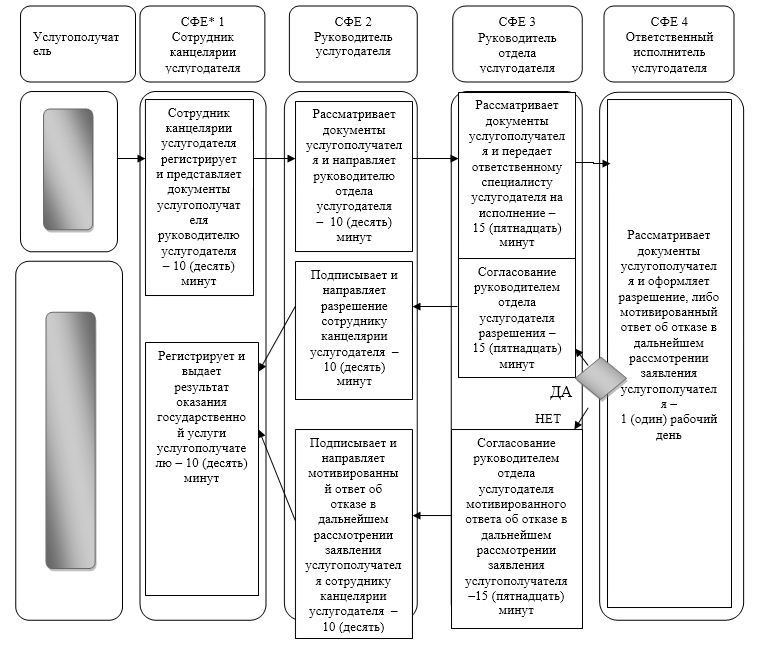 Услугополучат
ель
СФЕ* 1
Сотрудник
канцелярии
услугодателя
СФЕ 2
Руководитель
услугодателя
СФЕ 3
Руководитель
отдела
услугодателя
СФЕ 4
Ответственный
исполнитель
услугодателя
Сотрудник
канцелярии
услугодателя
регистрирует
и представляет
документы
услугополучат
еля
руководителю
услугодателя
– 10 (десять)
минут
Рассматривает
документы
услугополучател
я и направляет
руководителю
отдела
услугодателя
– 10 (десять)
минут
Рассматривает
документы
услугополучател
я и передает
ответственному
специалисту
услугодателя на
исполнение –
15 (пятнадцать)
минут
Рассматривает
документы
услугополучател
я и оформляет
разрешение, либо
мотивированный
ответ об отказе в
дальнейшем
рассмотрении
заявления
услугополучател
я –
1 (один) рабочий
день
Подписывает и
направляет
разрешение
сотруднику
канцелярии
услугодателя –
10 (десять)
минут
Согласование
руководителем
отдела
услугодателя
разрешения –
15 (пятнадцать)
минут
Регистрирует и
выдает
результат
оказания
государственно
й услуги
услугополучате
лю – 10 (десять)
минут
ДА
НЕТ
Подписывает и
направляет
мотивированны
й ответ об
отказе в
дальнейшем
рассмотрении
заявления
услугополучател
я сотруднику
канцелярии
услугодателя –
10 (десять)
Согласование
руководителем
отдела
услугодателя
мотивированного
ответа об отказе в
дальнейшем
рассмотрении
заявления
услугополучателя
–15 (пятнадцать)
минут